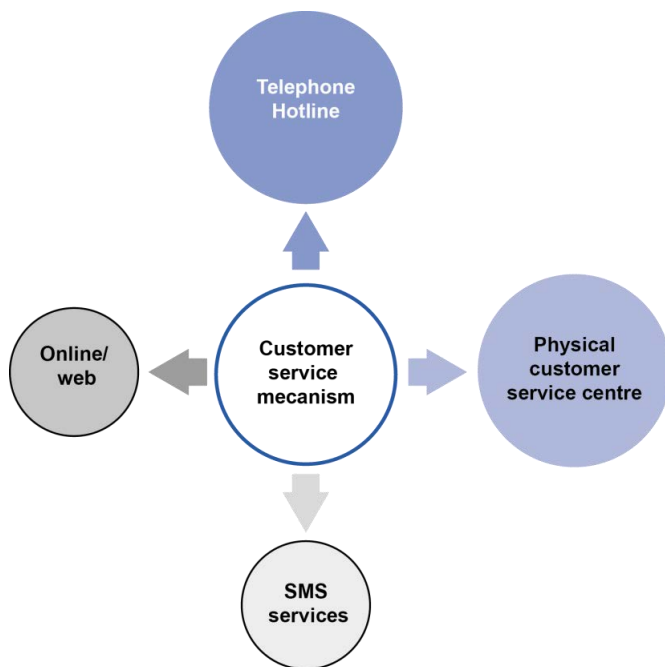 Telephone
Hotline
Online/
web
Customer
service
mecanism
Physical
customer
service centre
SMS
services